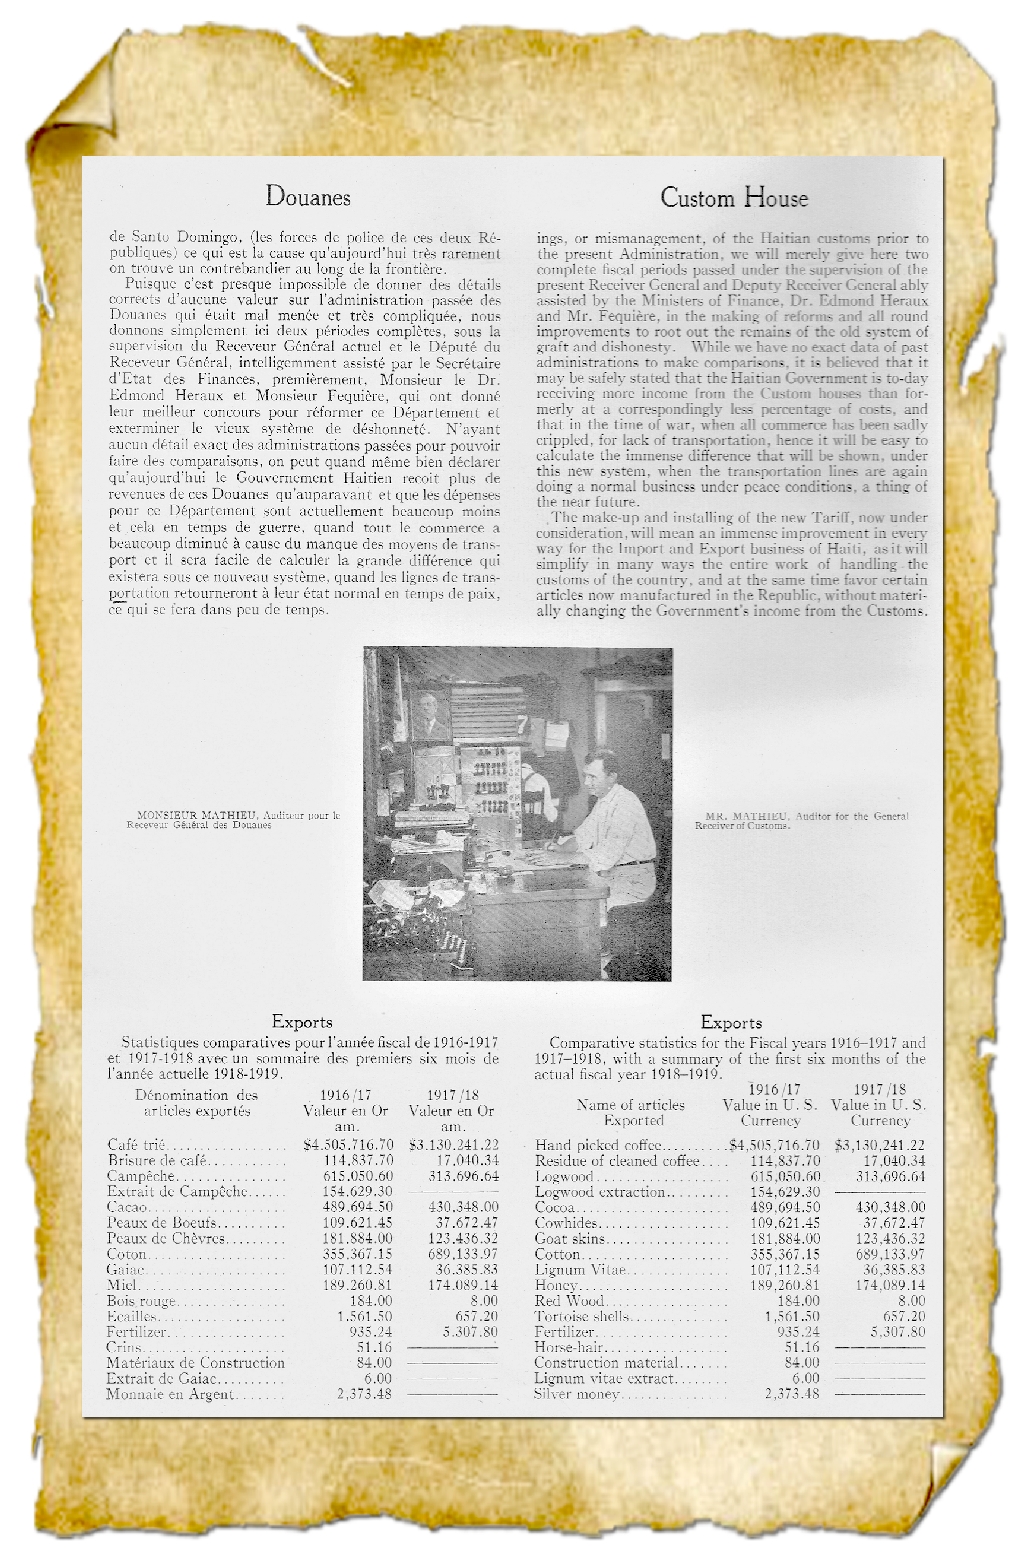 Douanes
de Santo Domingo, (les forces de police de ces deux Ré-
publiques) ce qui est la cause qu'aujourd'hui très rarement
on trouve un contrebandier au long de la frontière.
Puisque c'est presque impossible de donner des détails
corrects d'aucune valeur sur l'administration passée des
Douanes qui était mal menée et très compliquée, nous
donnons simplement ici deux périodes complètes, sous la
supervision du Receveur Général actuel et le Député du
Receveur Général, intelligemment assisté par le Secrétaire
d'Etat des Finances, premièrement, Monsieur le Dr.
Edmond Heraux et Monsieur Fequière, qui ont donné
leur meilleur concours pour réformer ce Département et
exterminer le vieux système de déshonneté. N'ayant
aucun détail exact des administrations passées pour pouvoir
faire des comparaisons, on peut quand même bien déclarer
qu'aujourd'hui le Gouvernement Haitien recoit plus de
revenues de ces Douanes qu'auparavant et que les dépenses
pour ce Département sont actuellement beaucoup moins
et cela en temps de guerre, quand tout le commerce a
beaucoup diminué à cause du manque des moyens de trans-
port et il sera facile de calculer la grande différence qui
existera sous ce nouveau système, quand les lignes de trans-
portation retourneront à leur état normal en temps de paix,
ce qui se fera dans peu de temps.
Custom House
ings, or mismanagement, of the Haitian customs prior to
the present Administration, we will merely give here two
complete fiscal periods passed under the supervision of the
present Receiver General and Deputy Receiver General ably
assisted by the Ministers of Finance, Dr. Edmond Heraux
and Mr. Fequière, in the making of reforms and all round
improvements to root out the remains of the old system of
graft and dishonesty. While we have no exact data of past
administrations to make comparisons, it is believed that it
may be safely stated that the Haitian Government is to-day
receiving more income from the Custom houses than for-
merly at a correspondingly less percentage of costs, and
that in the time of war, when all commerce has been sadly
crippled, for lack of transportation, hence it will be easy to
calculate the immense difference that will be shown, under
this new system, when the transportation lines are again
doing a normal business under peace conditions, a thing of
the near future.
The make-up and installing of the new Tariff, now under
consideration, will mean an immense improvement in every
way for the Import and Export business of Haiti, as it will
simplify in many ways the entire work of handling the
customs of the country, and at the same time favor certain
articles now manufactured in the Republic, without materi-
ally changing the Government's income from the Customs.
MONSIEUR MATHIEU, Auditeur pour le
Receveur Général des Douanes
7
MR. MATHIEU, Auditor for the General
Receiver of Customs.
Exports
Statistiques comparatives pour l'année fiscal de 1916-1917
et 1917-1918 avec un sommaire des premiers six mois de
l'année actuelle 1918-1919.
Dénomination des 1916/17 1917/18
articles exportés Valeur en Or Valeur en Or
am. am.
Café trié............... $4.505,716.70 $3.130,241.22
Brisure de café........... 114,837.70 17,040.34
Campêche............... 615,050.60 313,696.64
Extrait de Campêche...... 154,629.30
Cacao................... 489,694.50 430,348.00
Peaux de Boeufs.......... 109,621.45 37,672.47
Peaux de Chèvres......... 181,884.00 123,436.32
Coton................... 355,367.15 689,133.97
Gaiac................... 107,112.54 36,385.83
Miel.................... 189,260.81 174,089.14
Bois rouge............... 184.00 8.00
Ecailles................. 1,561.50 657.20
Fertilizer................ 935.24 5,307.80
Crins................... 51.16
Matériaux de Construction 84.00
Extrait de Gaiac.......... 6.00
Monnaie en Argent....... 2,373.48
Exports
Comparative statistics for the Fiscal years 1916–1917 and
1917–1918, with a summary of the first six months of the
actual fiscal year 1918–1919.
1916/17 1917/18
Name of articles Value in U. S. Value in U. S.
Exported Currency Currency
Hand picked coffee......... $4,505,716.70 $3,130,241.22
Residue of cleaned coffee.... 114,837.70 17,040.34
Logwood................. 615,050.60 313,696.64
Logwood extraction......... 154,629.30
Cocoa................... 489,694.50 430,348.00
Cowhides................. 109,621.45 37,672.47
Goat skins................ 181,884.00 123,436.32
Cotton................... 355,367.15 689,133.97
Lignum Vitae.............. 107,112.54 36,385.83
Honey................... 189,260.81 174,089.14
Red Wood................ 184.00 8.00
Tortoise shells.............. 1,561.50 657.20
Fertilizer................. 935.24 5,307.80
Horse-hair................ 51.16
Construction material....... 84.00
Lignum vitae extract........ 6.00
Silver money............... 2,373.48